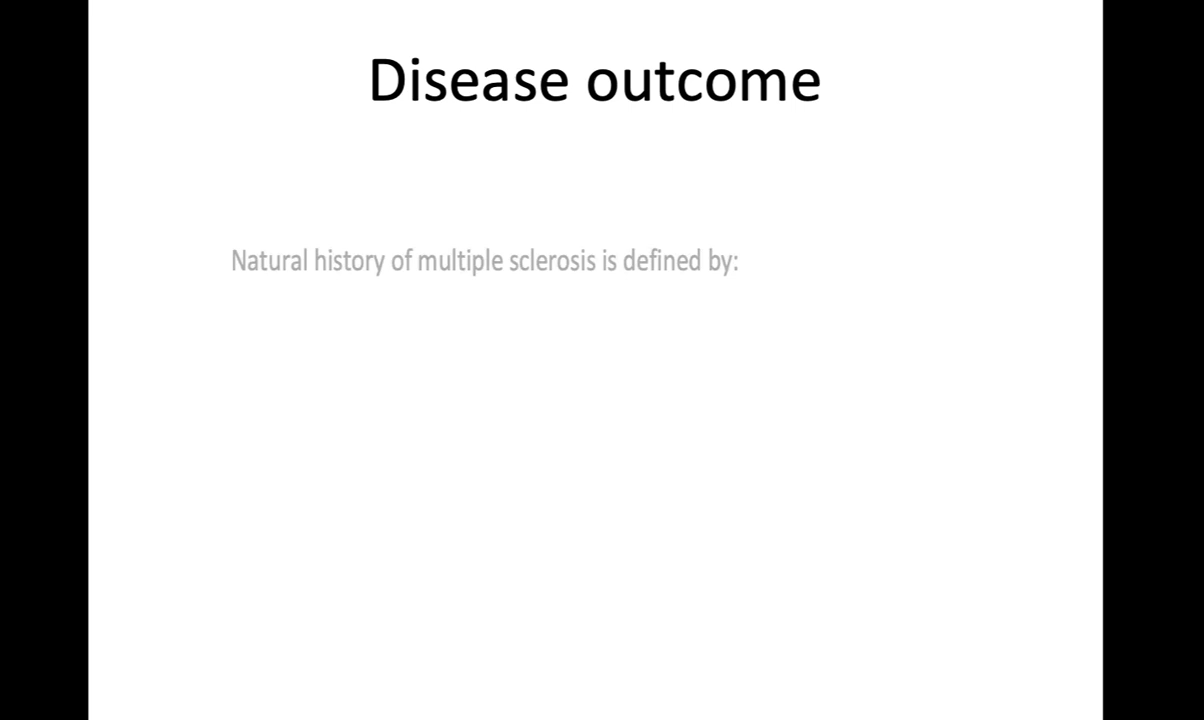 Disease outcome
Natural history of multiple sclerosis is defined by: